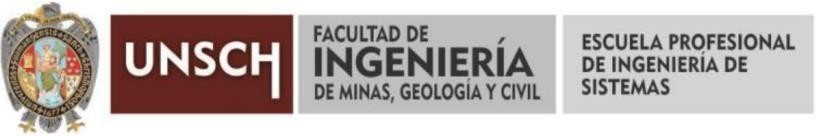 UNSCH
FACULTAD DE
INGENIERÍA
DE MINAS, GEOLOGÍA Y CIVIL
ESCUELA PROFESIONAL
DE INGENIERÍA DE
SISTEMAS